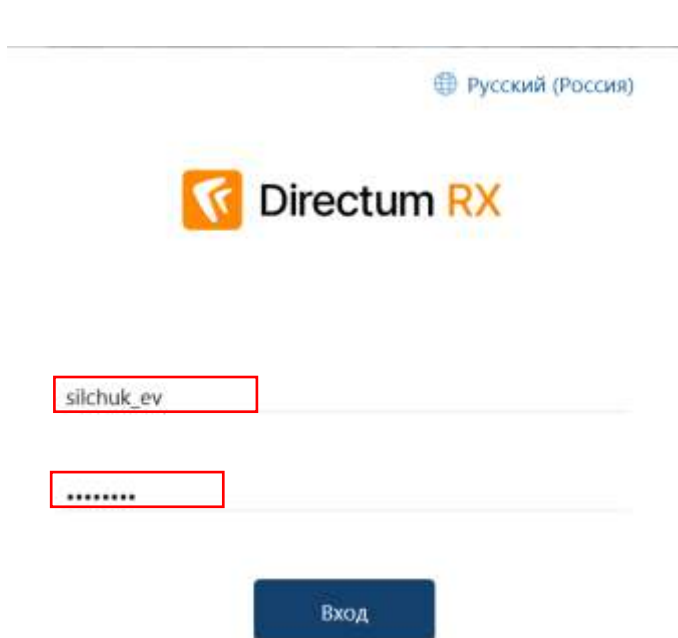 Русский (Россия)
Directum RX
silchuk_ev
••••••••
Вход